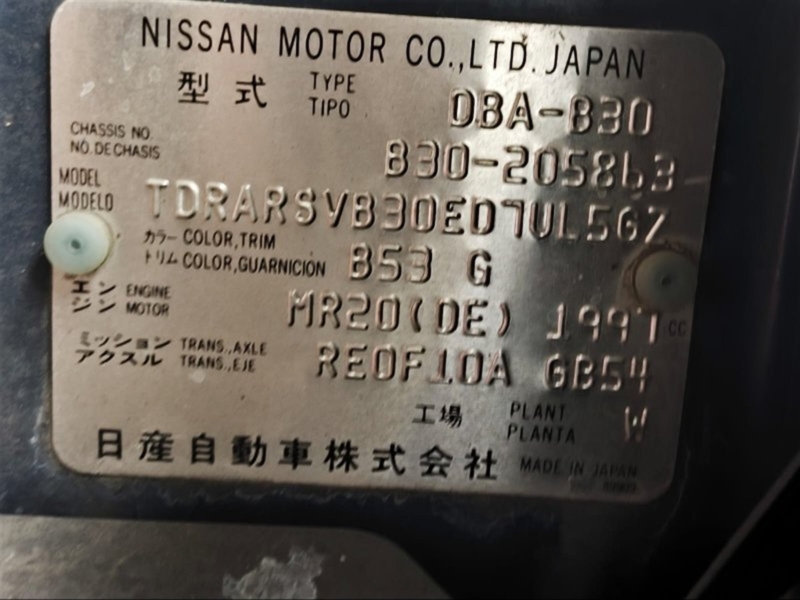 NISSAN MOTOR CO.,LTD. JAPAN
型式 TYPE TIPO DBA-B30
CHASSIS NO. NO. DE CHASIS B30-205863
MODEL MODELO TDRARSVB30ED7UL5GZ
カラー COLOR,TRIM
トリム COLOR,GUARNICION B53 G
エンジン ENGINE MOTOR MR20(DE) 1997 CC
ミッション TRANS.,AXLE
アクスル TRANS.,EJE RE0F10A GB54
工場 PLANT PLANTA W
日産自動車株式会社 MADE IN JAPAN